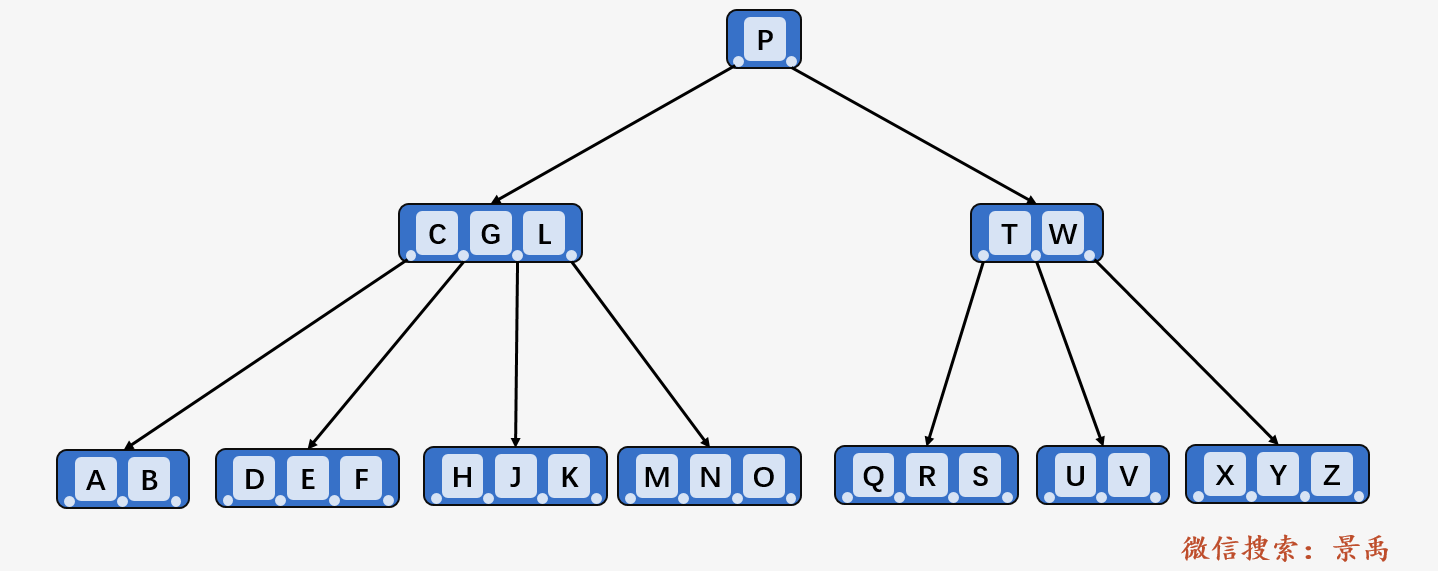 P
C G L
T W
A B
D E F
H J K
M N O
Q R S
U V
X Y Z
微信搜索：景禹